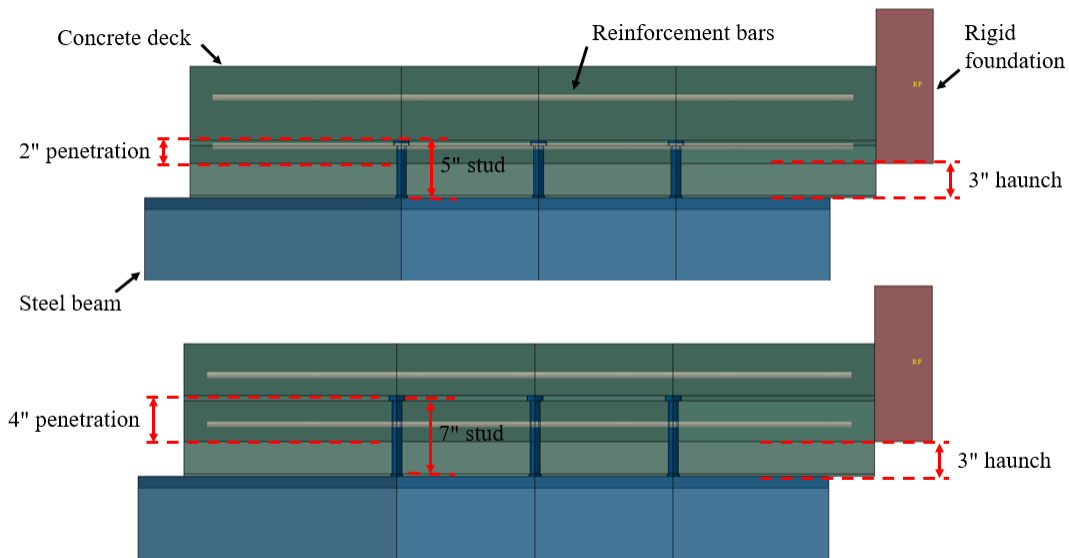 Concrete deck
Reinforcement bars
Rigid
foundation
RP
2" penetration
5" stud
3" haunch
Steel beam
RP
4" penetration
7" stud
3" haunch